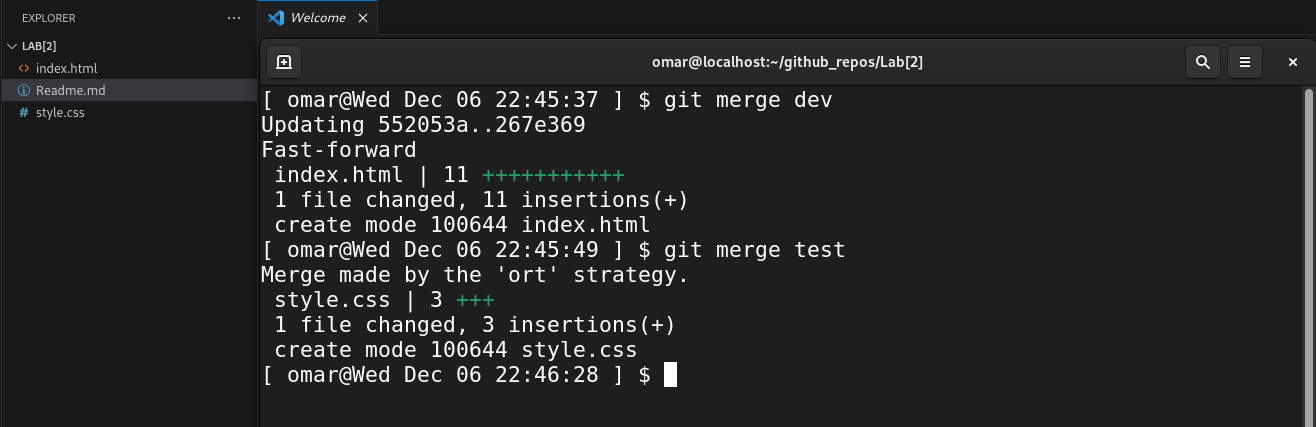 EXPLORER ...
Welcome
LAB[2]
index.html
Readme.md
style.css
omar@localhost:~/github_repos/Lab[2]
[ omar@Wed Dec 06 22:45:37 ] $ git merge dev
Updating 552053a..267e369
Fast-forward
 index.html | 11 +++++++++++
 1 file changed, 11 insertions(+)
 create mode 100644 index.html
[ omar@Wed Dec 06 22:45:49 ] $ git merge test
Merge made by the 'ort' strategy.
 style.css | 3 +++
 1 file changed, 3 insertions(+)
 create mode 100644 style.css
[ omar@Wed Dec 06 22:46:28 ] $